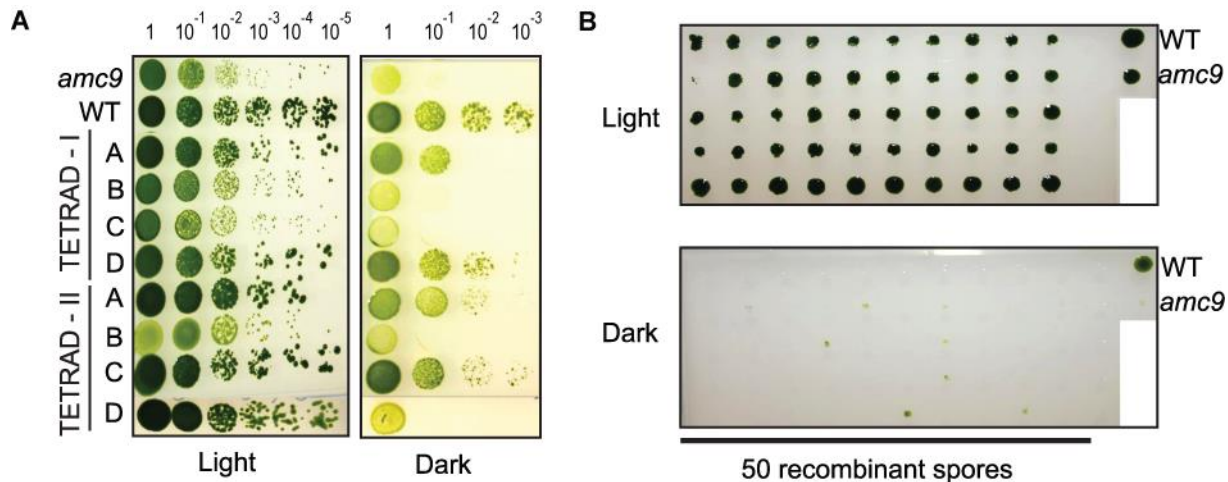 A
1 10-1 10-2 10-3 10-4 10-5 1 10-1 10-2 10-3
amc9
WT
TETRAD - I
A
B
C
D
TETRAD - II
A
B
C
D
Light Dark
B
WT
amc9
Light
WT
amc9
Dark
50 recombinant spores